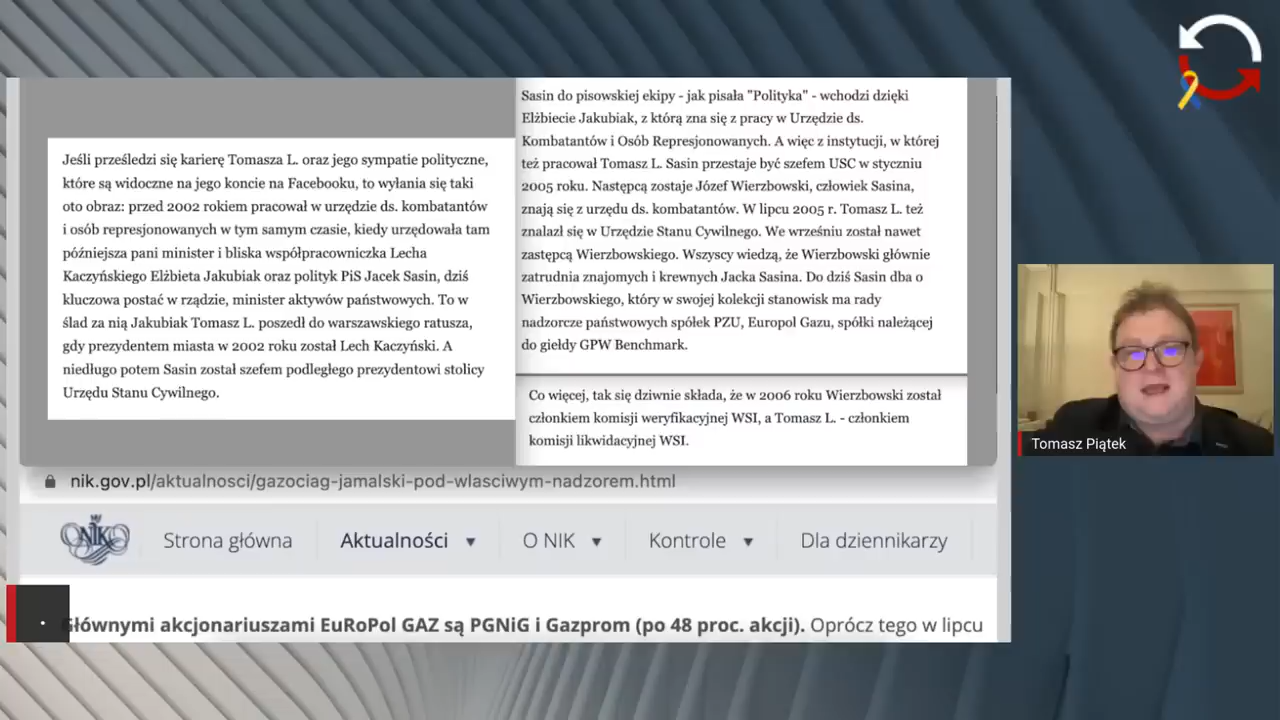 Jeśli prześledzi się karierę Tomasza L. oraz jego sympatie polityczne,
które są widoczne na jego koncie na Facebooku, to wyłania się taki
oto obraz: przed 2002 rokiem pracował w urzędzie ds. kombatantów
i osób represjonowanych w tym samym czasie, kiedy urzędowała tam
późniejsza pani minister i bliska współpracowniczka Lecha
Kaczyńskiego Elżbieta Jakubiak oraz polityk PiS Jacek Sasin, dziś
kluczowa postać w rządzie, minister aktywów państwowych. To w
ślad za nią Jakubiak Tomasz L. poszedł do warszawskiego ratusza,
gdy prezydentem miasta w 2002 roku został Lech Kaczyński. A
niedługo potem Sasin został szefem podległego prezydentowi stolicy
Urzędu Stanu Cywilnego.
Sasin do pisowskiej ekipy - jak pisała "Polityka" - wchodzi dzięki
Elżbiecie Jakubiak, z którą zna się z pracy w Urzędzie ds.
Kombatantów i Osób Represjonowanych. A więc z instytucji, w której
też pracował Tomasz L. Sasin przestaje być szefem USC w styczniu
2005 roku. Następcą zostaje Józef Wierzbowski, człowiek Sasina,
znają się z urzędu ds. kombatantów. W lipcu 2005 r. Tomasz L. też
znalazł się w Urzędzie Stanu Cywilnego. We wrześniu został nawet
zastępcą Wierzbowskiego. Wszyscy wiedzą, że Wierzbowski głównie
zatrudnia znajomych i krewnych Jacka Sasina. Do dziś Sasin dba o
Wierzbowskiego, który w swojej kolekcji stanowisk ma rady
nadzorcze państwowych spółek PZU, Europol Gazu, spółki należącej
do giełdy GPW Benchmark.
Co więcej, tak się dziwnie składa, że w 2006 roku Wierzbowski został
członkiem komisji weryfikacyjnej WSI, a Tomasz L. - członkiem
komisji likwidacyjnej WSI.
Tomasz Piątek
nik.gov.pl/aktualnosci/gazociag-jamalski-pod-wlasciwym-nadzorem.html
NIK Strona główna Aktualności O NIK Kontrole Dla dziennikarzy
Głównymi akcjonariuszami EuRoPol GAZ są PGNiG i Gazprom (po 48 proc. akcji). Oprócz tego w lipcu